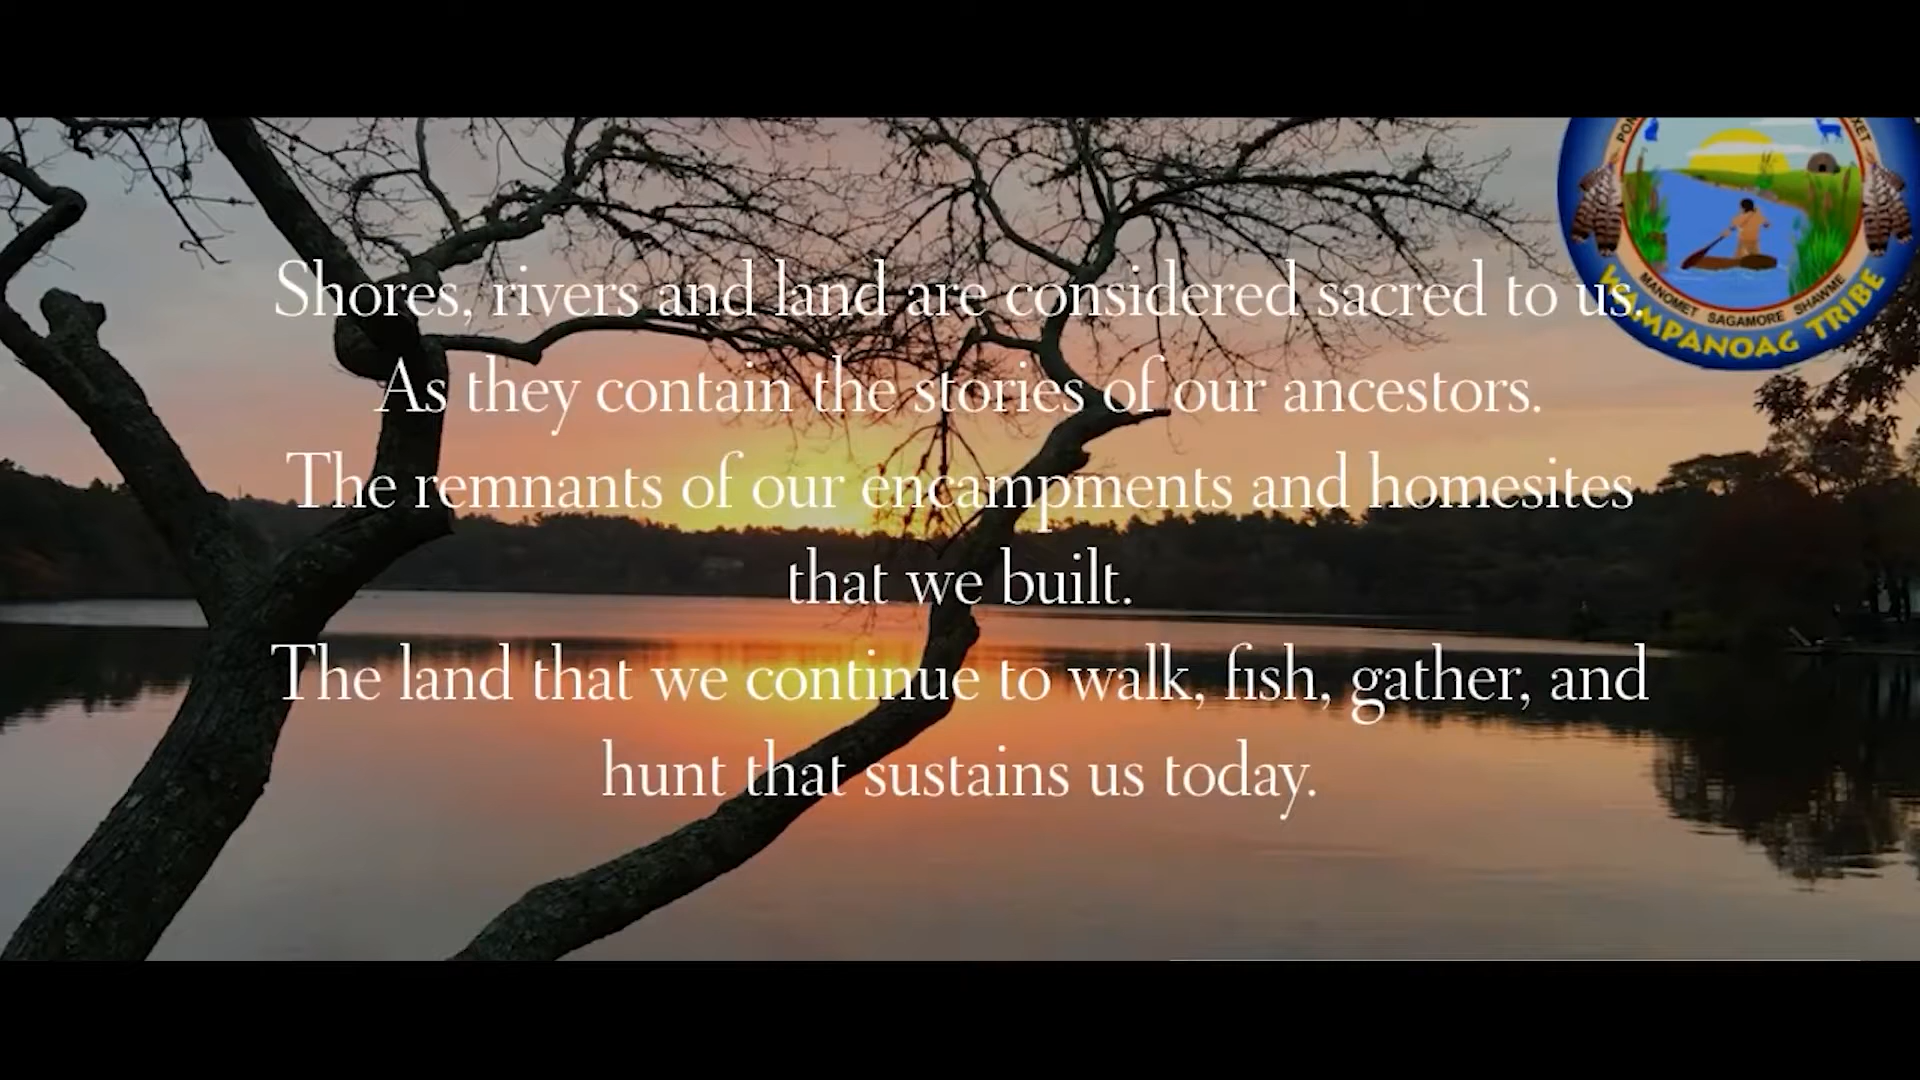 Shores, rivers and land are considered sacred to us.
As they contain the stories of our ancestors.
The remnants of our encampments and homesites
that we built.
The land that we continue to walk, fish, gather, and
hunt that sustains us today.
MANOMET SAGAMORE SHAWME
WAMPANOAG TRIBE